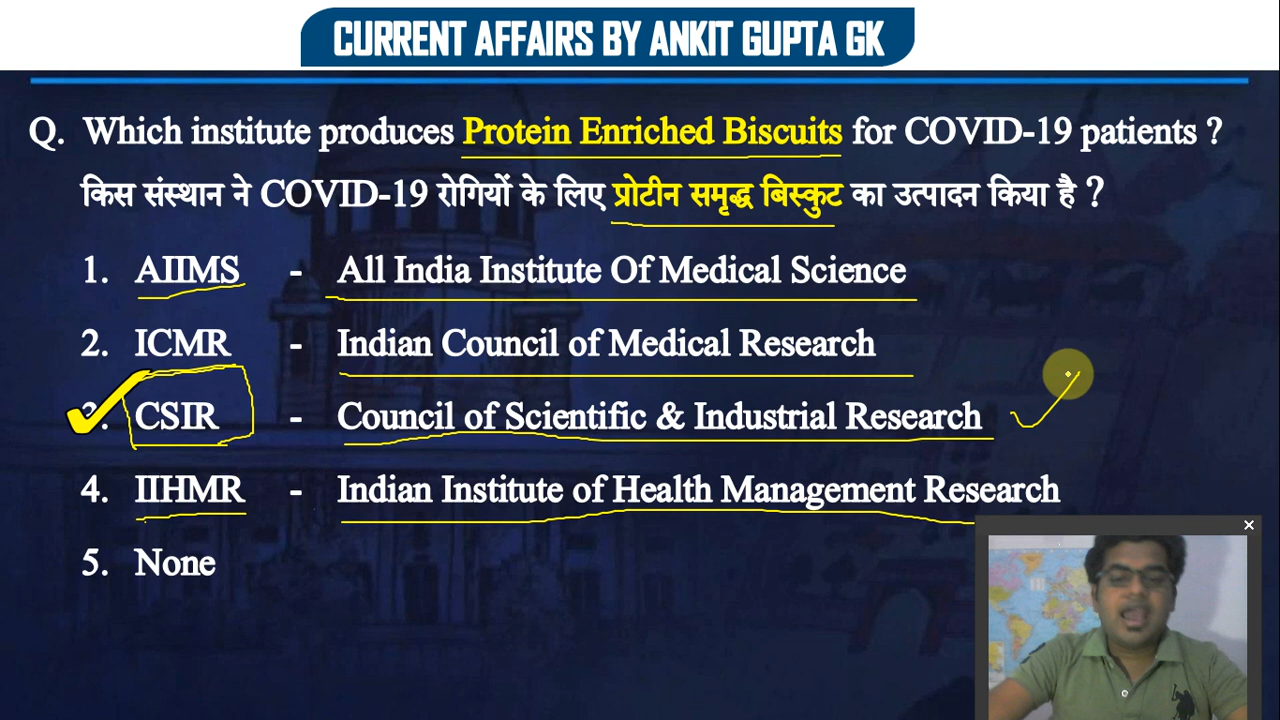 CURRENT AFFAIRS BY ANKIT GUPTA GK
Q. Which institute produces Protein Enriched Biscuits for COVID-19 patients ?
किस संस्थान ने COVID-19 रोगियों के लिए प्रोटीन समृद्ध बिस्कुट का उत्पादन किया है ?
1. AIIMS - All India Institute Of Medical Science
2. ICMR - Indian Council of Medical Research
3. CSIR - Council of Scientific & Industrial Research
4. IIHMR - Indian Institute of Health Management Research
5. None